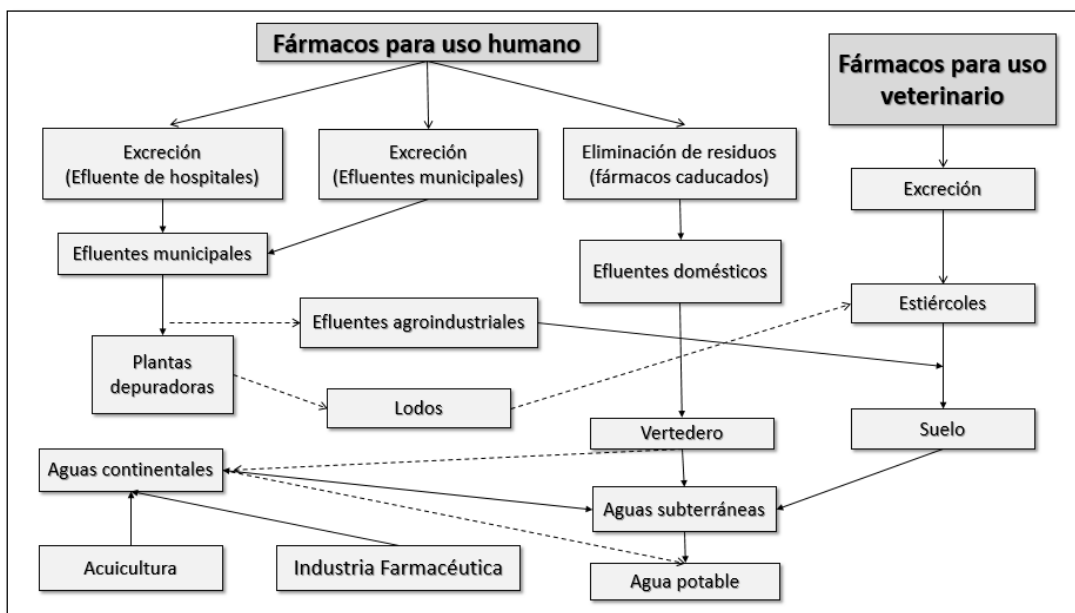 Fármacos para uso humano
Fármacos para uso
veterinario
Excreción
(Efluente de hospitales)
Excreción
(Efluentes municipales)
Eliminación de residuos
(fármacos caducados)
Excreción
Efluentes municipales
Efluentes domésticos
Estiércoles
Efluentes agroindustriales
Plantas
depuradoras
Lodos
Vertedero
Suelo
Aguas continentales
Aguas subterráneas
Acuicultura
Industria Farmacéutica
Agua potable